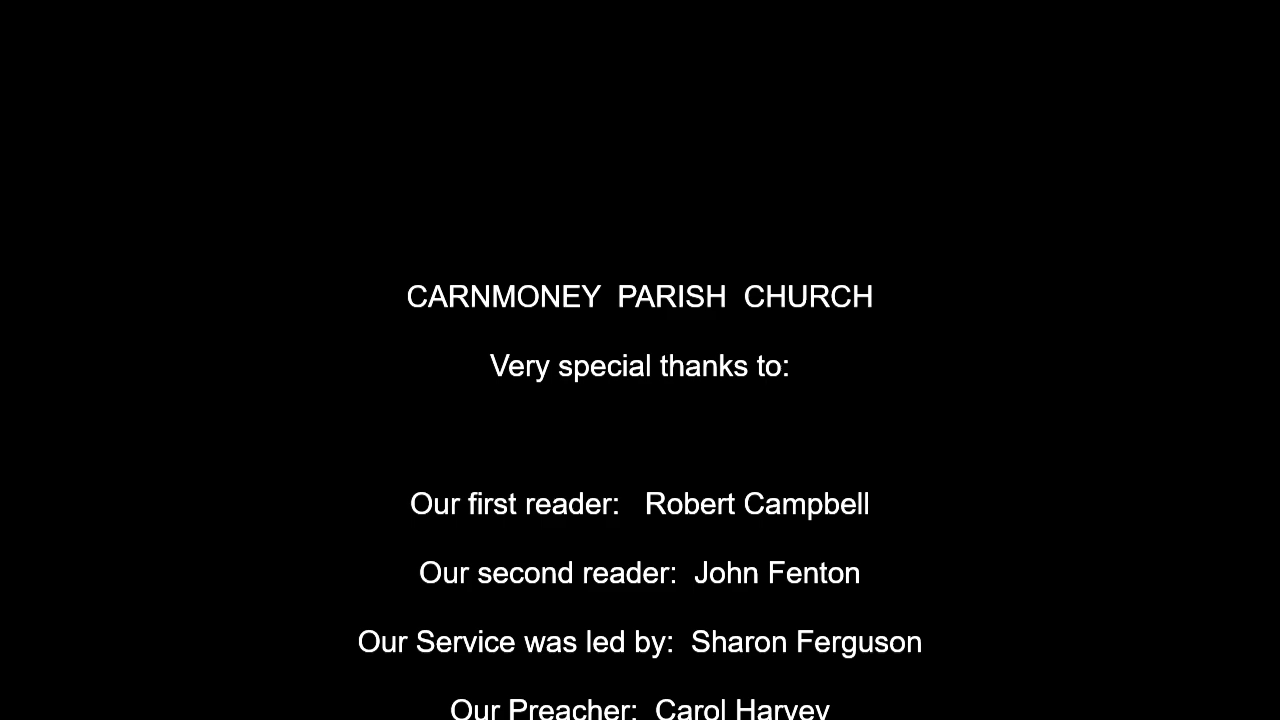 CARNMONEY  PARISH  CHURCH
Very special thanks to:
Our first reader:   Robert Campbell
Our second reader:  John Fenton
Our Service was led by:  Sharon Ferguson
Our Preacher:  Carol Harvey